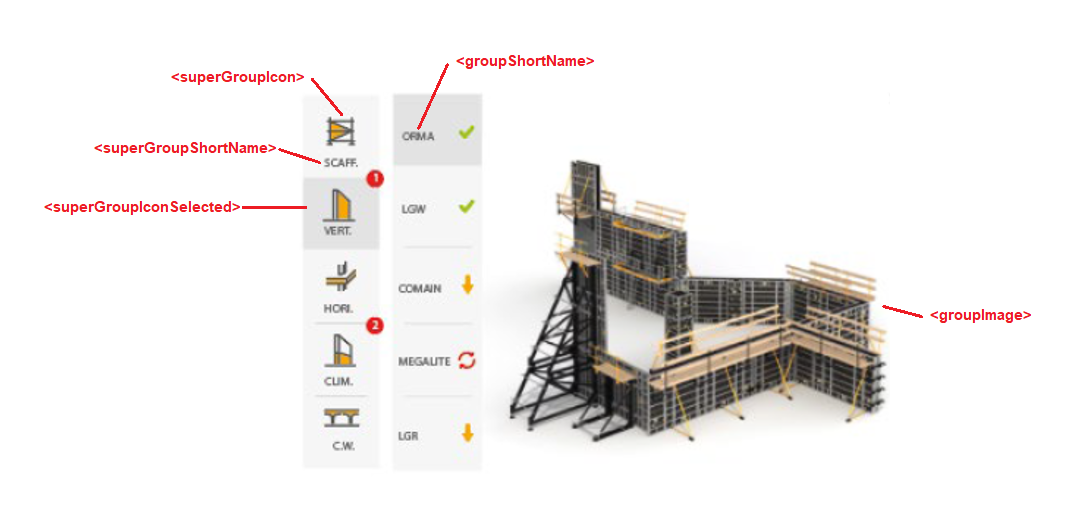 <groupShortName>
<superGroupIcon>
ORMA
<superGroupShortName>
SCAFF.
1
<superGroupIconSelected>
LGW
VERT.
COMAIN
HORI.
<groupImage>
2
MEGALITE
CLIM.
LGR
C.W.